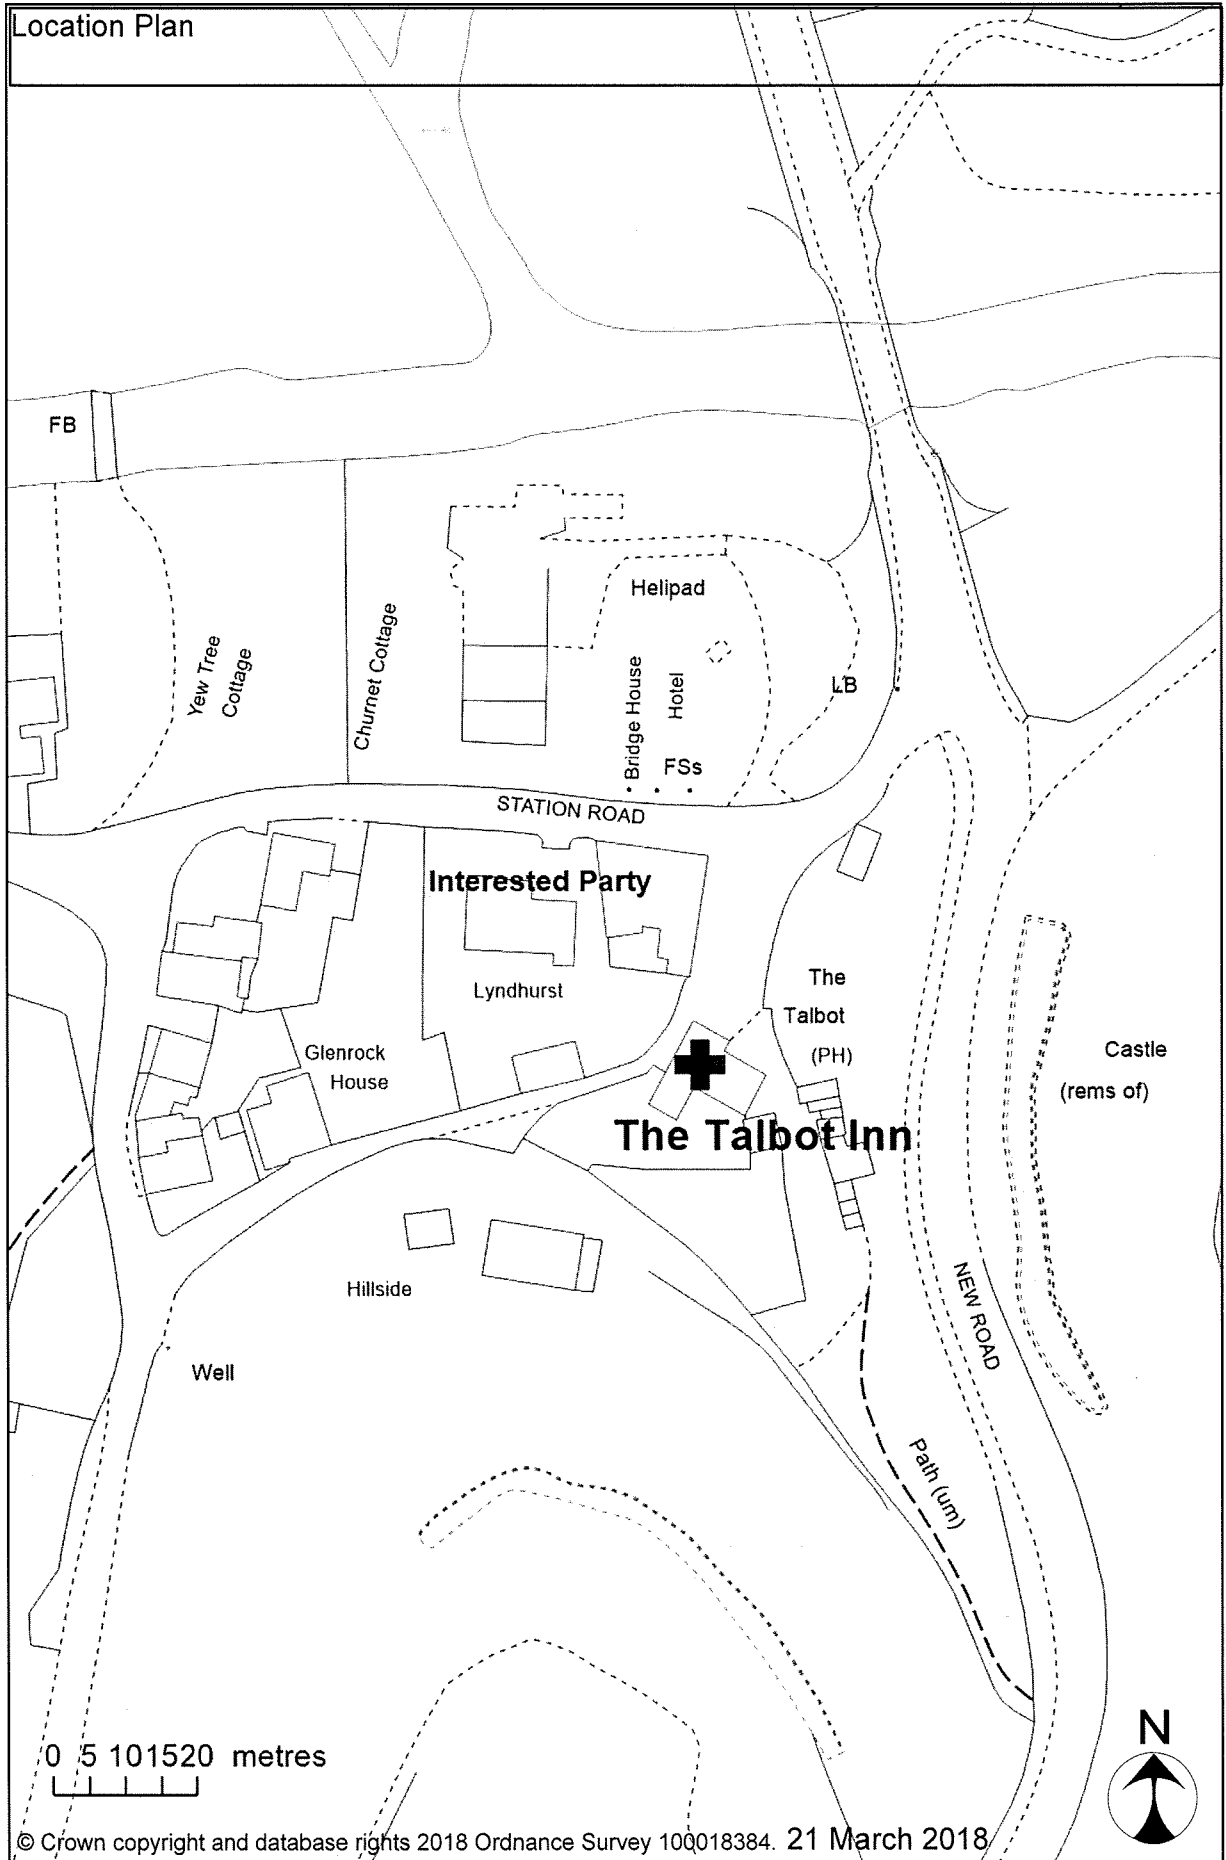 Location Plan
FB
Helipad
Yew Tree
Cottage
Churnet Cottage
Bridge House
Hotel
LB
FSs
STATION ROAD
Interested Party
Lyndhurst
The
Talbot
(PH)
Castle
(rems of)
Glenrock
House
The Talbot Inn
Hillside
NEW ROAD
Well
Path (um)
N
0 5 10 15 20 metres
© Crown copyright and database rights 2018 Ordnance Survey 100018384. 21 March 2018